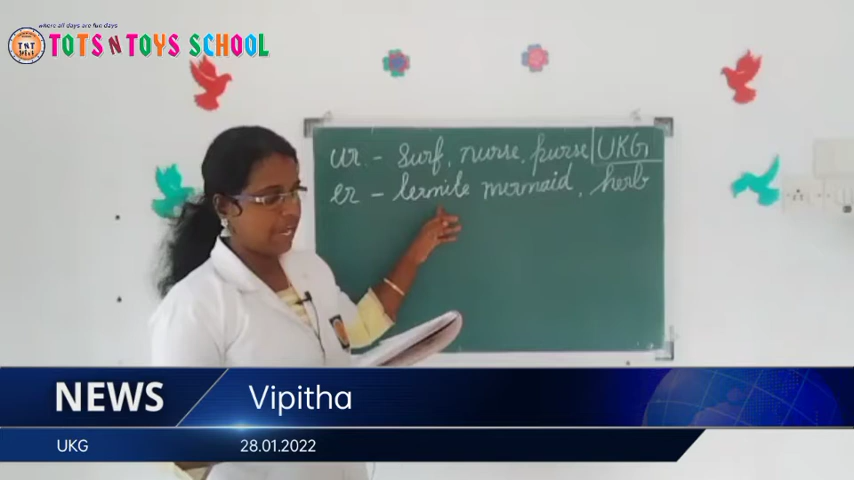 where all days are fun days
TNT
TOTS N TOYS SCHOOL
ur - Surf, nurse, purse UKG
er - termite mermaid, herb
NEWS Vipitha
UKG 28.01.2022